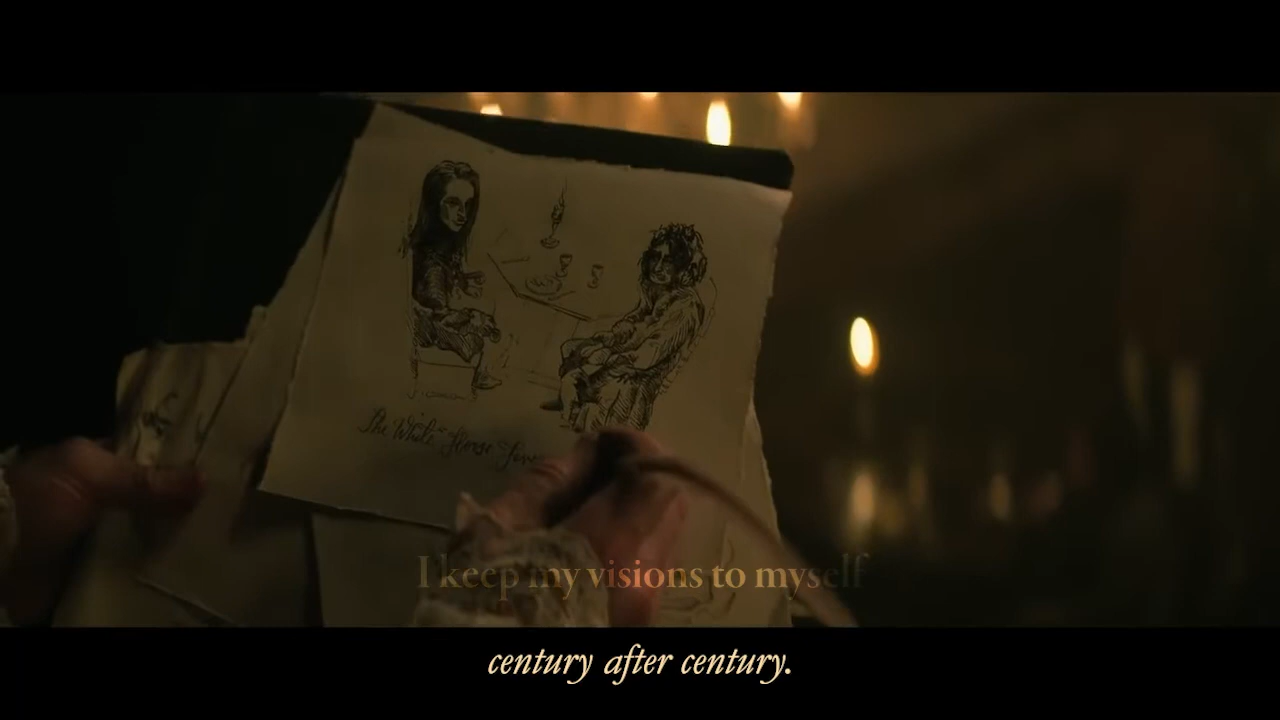 The White Horse
I keep my visions to myself
century after century.